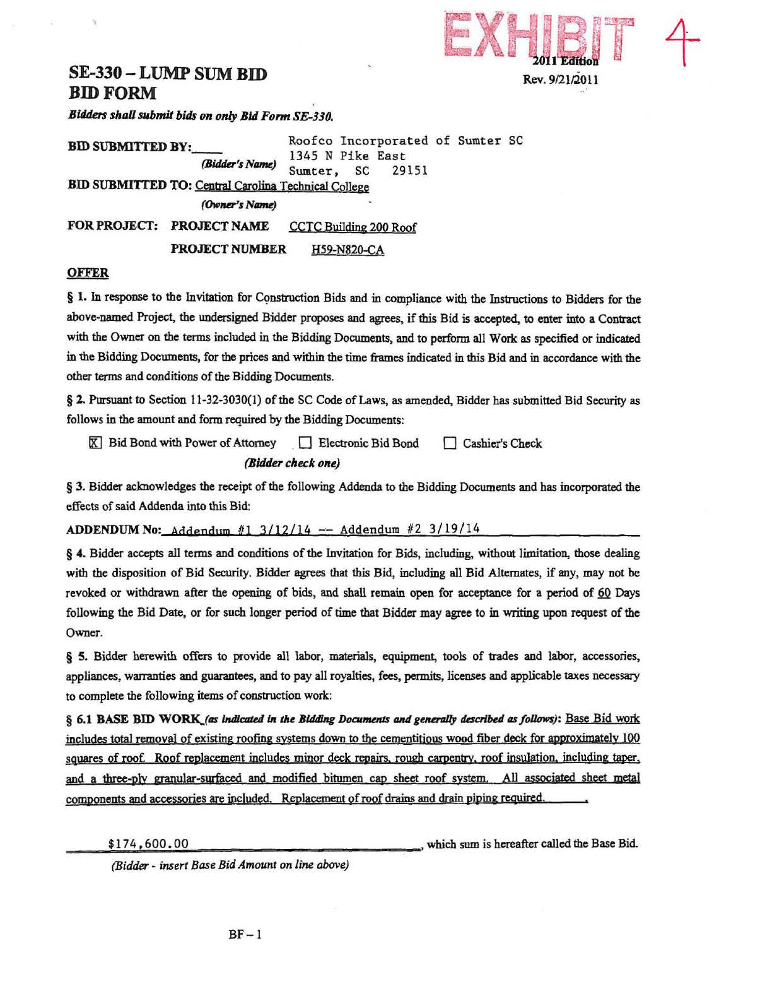 EXHIBIT 4
2011 Edition
Rev. 9/21/2011
SE-330 – LUMP SUM BID
BID FORM
Bidders shall submit bids on only Bid Form SE-330.
BID SUBMITTED BY:
Roofco Incorporated of Sumter SC
1345 N Pike East
(Bidder's Name)
Sumter, SC 29151
BID SUBMITTED TO: Central Carolina Technical College
(Owner's Name)
FOR PROJECT: PROJECT NAME CCTC Building 200 Roof
PROJECT NUMBER H59-N820-CA
OFFER
§ 1. In response to the Invitation for Construction Bids and in compliance with the Instructions to Bidders for the
above-named Project, the undersigned Bidder proposes and agrees, if this Bid is accepted, to enter into a Contract
with the Owner on the terms included in the Bidding Documents, and to perform all Work as specified or indicated
in the Bidding Documents, for the prices and within the time frames indicated in this Bid and in accordance with the
other terms and conditions of the Bidding Documents.
§ 2. Pursuant to Section 11-32-3030(1) of the SC Code of Laws, as amended, Bidder has submitted Bid Security as
follows in the amount and form required by the Bidding Documents:
☒ Bid Bond with Power of Attorney ☐ Electronic Bid Bond ☐ Cashier's Check
(Bidder check one)
§ 3. Bidder acknowledges the receipt of the following Addenda to the Bidding Documents and has incorporated the
effects of said Addenda into this Bid:
ADDENDUM No: Addendum #1 3/12/14 -- Addendum #2 3/19/14
§ 4. Bidder accepts all terms and conditions of the Invitation for Bids, including, without limitation, those dealing
with the disposition of Bid Security. Bidder agrees that this Bid, including all Bid Alternates, if any, may not be
revoked or withdrawn after the opening of bids, and shall remain open for acceptance for a period of 60 Days
following the Bid Date, or for such longer period of time that Bidder may agree to in writing upon request of the
Owner.
§ 5. Bidder herewith offers to provide all labor, materials, equipment, tools of trades and labor, accessories,
appliances, warranties and guarantees, and to pay all royalties, fees, permits, licenses and applicable taxes necessary
to complete the following items of construction work:
§ 6.1 BASE BID WORK (as indicated in the Bidding Documents and generally described as follows): Base Bid work
includes total removal of existing roofing systems down to the cementitious wood fiber deck for approximately 100
squares of roof. Roof replacement includes minor deck repairs, rough carpentry, roof insulation, including taper,
and a three-ply granular-surfaced and modified bitumen cap sheet roof system. All associated sheet metal
components and accessories are included. Replacement of roof drains and drain piping required. .
$174,600.00 , which sum is hereafter called the Base Bid.
(Bidder - insert Base Bid Amount on line above)
BF – 1